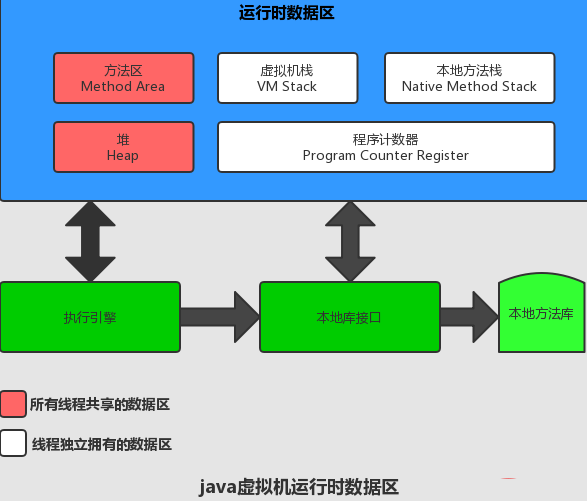 运行时数据区
方法区
Method Area
虚拟机栈
VM Stack
本地方法栈
Native Method Stack
堆
Heap
程序计数器
Program Counter Register
执行引擎
本地库接口
本地方法库
所有线程共享的数据区
线程独立拥有的数据区
java虚拟机运行时数据区